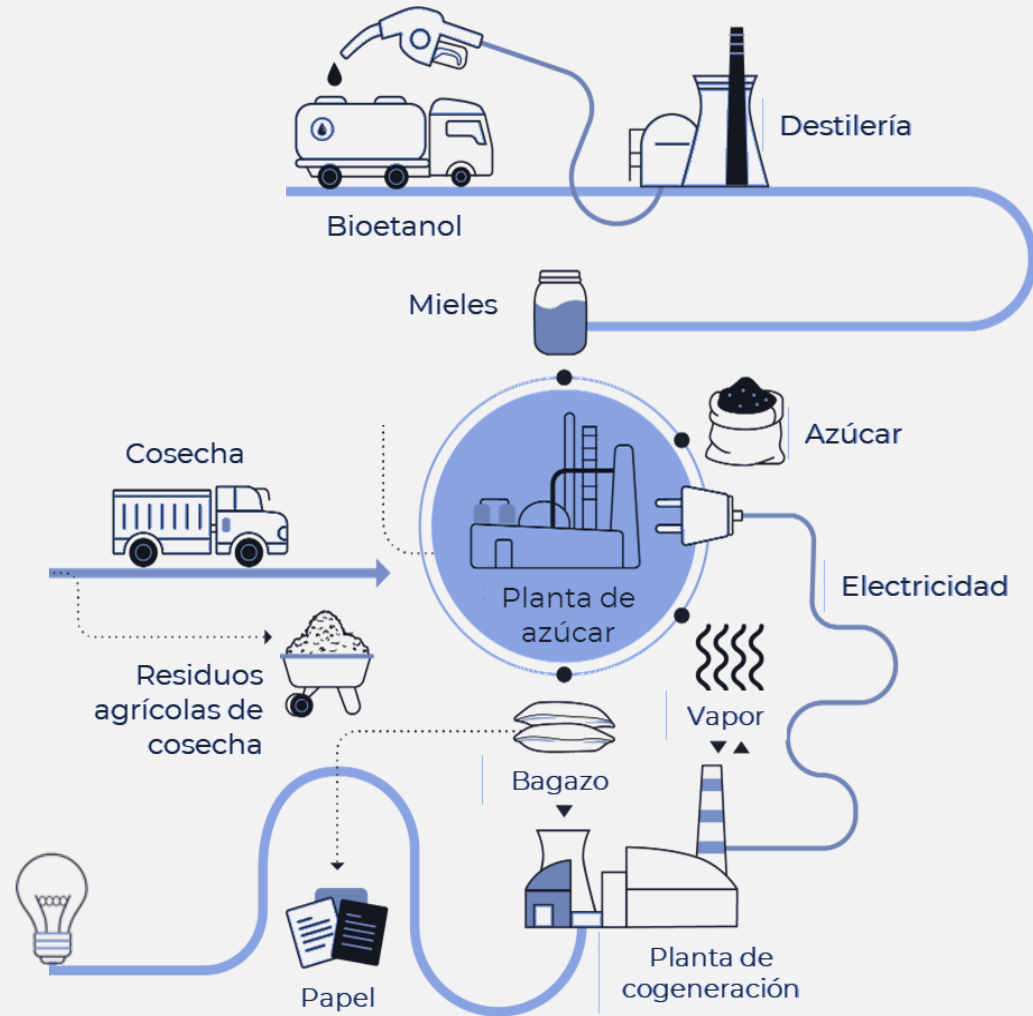 Destilería
Bioetanol
Mieles
Azúcar
Cosecha
Electricidad
Planta de
azúcar
Residuos
agrícolas de
cosecha
Vapor
Bagazo
Planta de
cogeneración
Papel